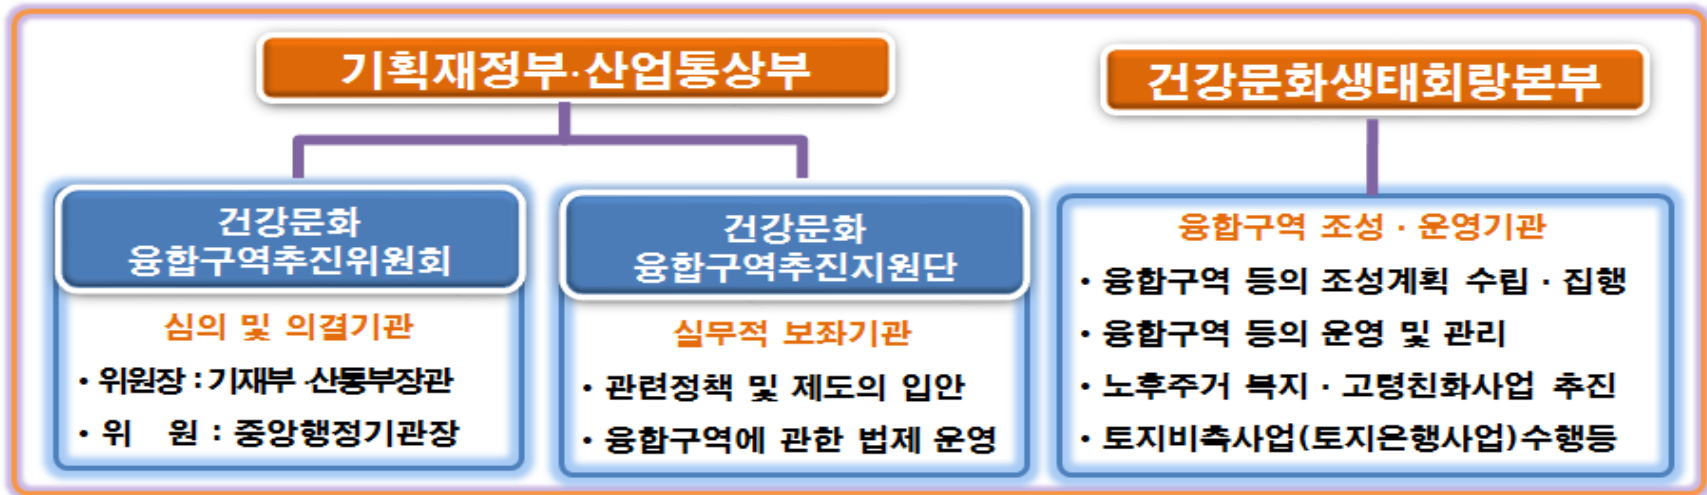 기획재정부·산업통상부
건강문화생태회랑본부
건강문화
융합구역추진위원회
심의 및 의결기관
• 위원장 : 기재부·산통부장관
• 위 원 : 중앙행정기관장
건강문화
융합구역추진지원단
실무적 보좌기관
• 관련정책 및 제도의 입안
• 융합구역에 관한 법제 운영
융합구역 조성 · 운영기관
• 융합구역 등의 조성계획 수립 · 집행
• 융합구역 등의 운영 및 관리
• 노후주거 복지 · 고령친화사업 추진
• 토지비축사업(토지은행사업)수행등